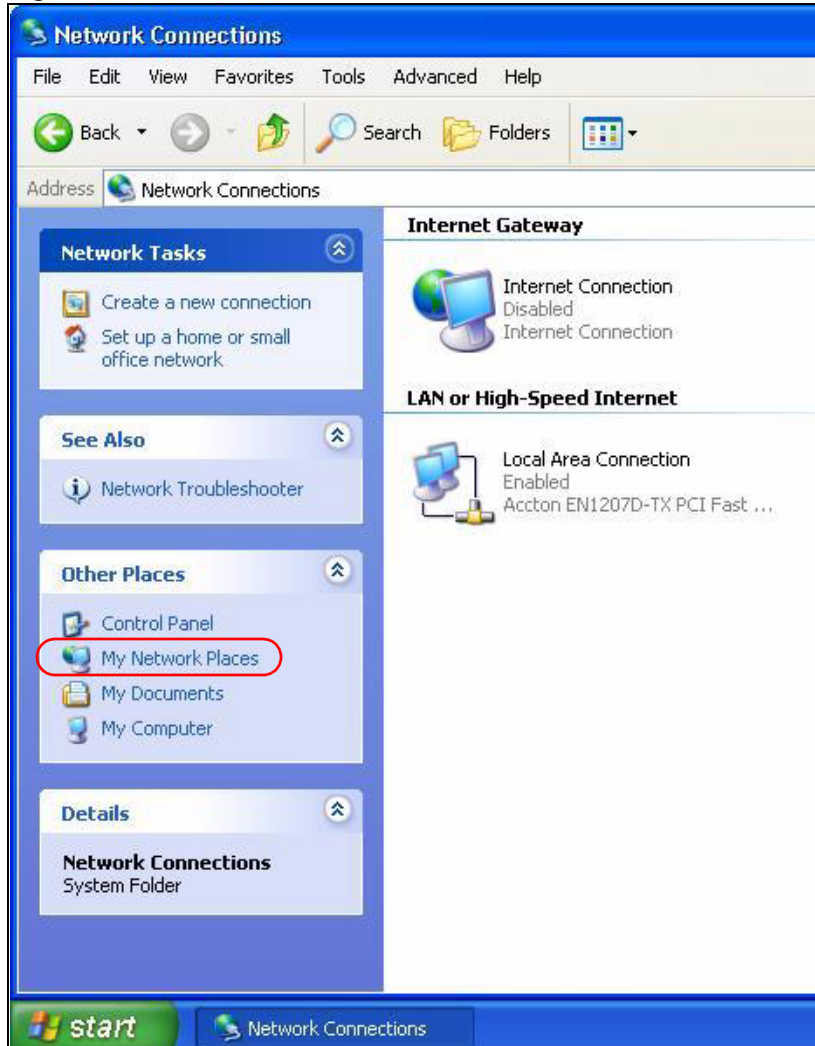 Network Connections
File Edit View Favorites Tools Advanced Help
Back Search Folders
Address Network Connections
Network Tasks
Create a new connection
Set up a home or small
office network
See Also
Network Troubleshooter
Other Places
Control Panel
My Network Places
My Documents
My Computer
Details
Network Connections
System Folder
Internet Gateway
Internet Connection
Disabled
Internet Connection
LAN or High-Speed Internet
Local Area Connection
Enabled
Accton EN1207D-TX PCI Fast ...
start Network Connections